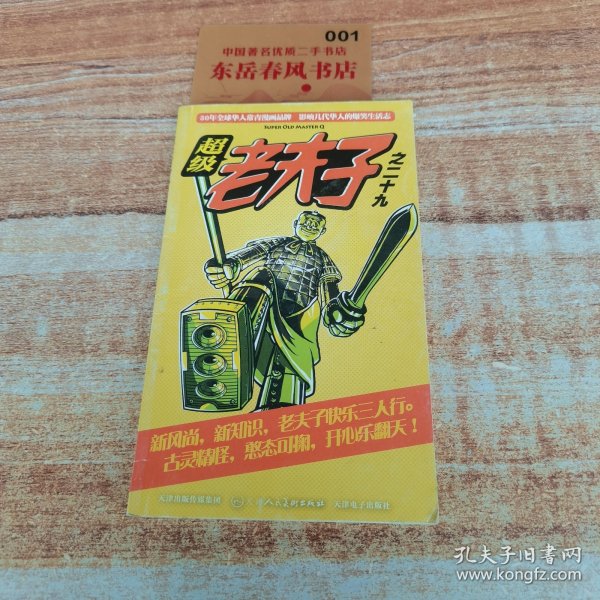 001
中国著名优质二手书店
东岳春风书店
50年全球华人常青漫画品牌 影响几代华人的爆笑生活志
SUPER OLD MASTER Q
超级
老夫子
之二十九
新风尚，新知识，老夫子快乐三人行。
古灵精怪，憨态可掬，开心乐翻天！
天津出版传媒集团 天津人民美术出版社 天津电子出版社
孔夫子旧书网
www.kongfz.com